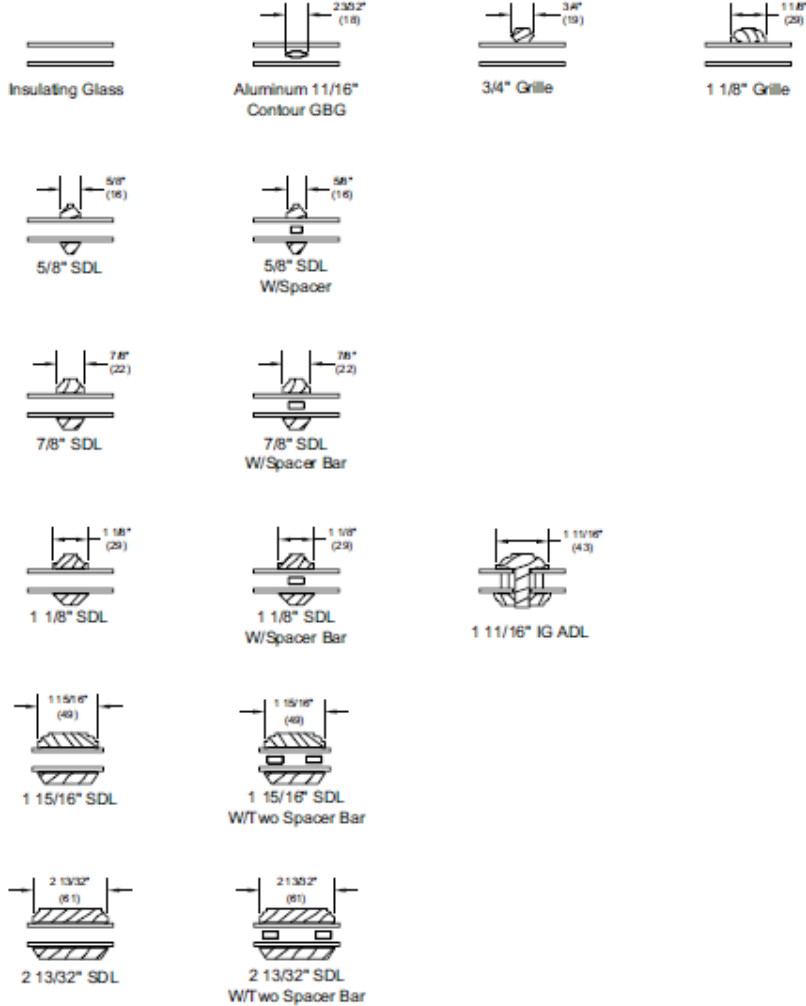 23/32"
(18)
3/4"
(19)
1 1/8"
(29)
Insulating Glass
Aluminum 11/16"
Contour GBG
3/4" Grille
1 1/8" Grille
5/8"
(16)
5/8"
(16)
5/8" SDL
5/8" SDL
W/Spacer
7/8"
(22)
7/8"
(22)
7/8" SDL
7/8" SDL
W/Spacer Bar
1 1/8"
(29)
1 1/8"
(29)
1 11/16"
(43)
1 1/8" SDL
1 1/8" SDL
W/Spacer Bar
1 11/16" IG ADL
1 15/16"
(49)
1 15/16"
(49)
1 15/16" SDL
1 15/16" SDL
W/Two Spacer Bar
2 13/32"
(61)
2 13/32"
(61)
2 13/32" SDL
2 13/32" SDL
W/Two Spacer Bar